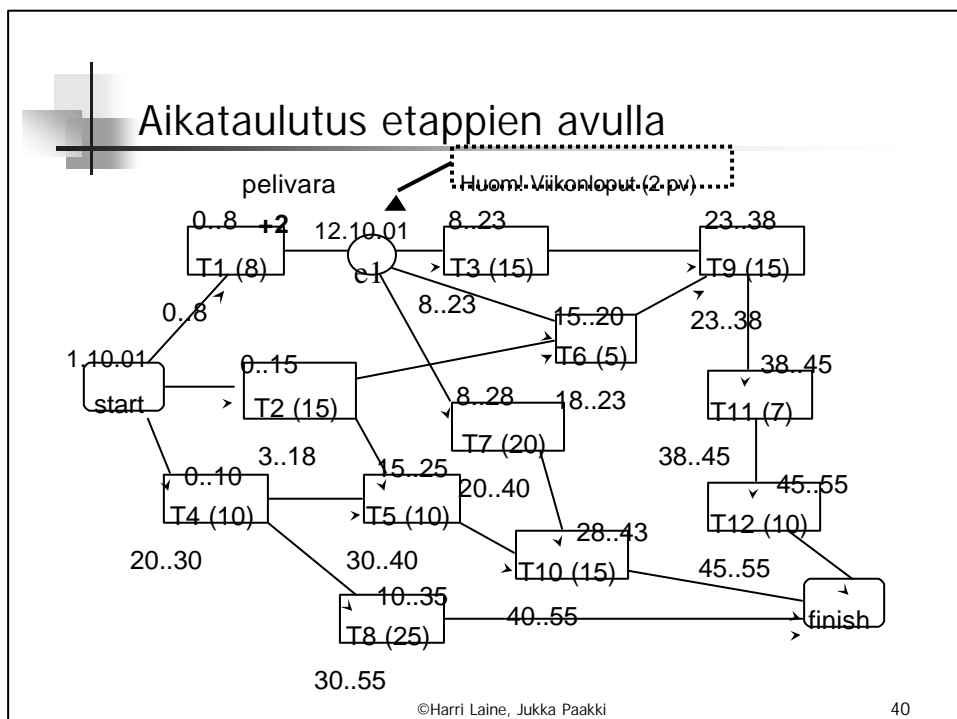 Aikataulutus etappien avulla
pelivara
Huom! Viikonloput (2 pv)
0..8 +2
12.10.01
8..23
23..38
T1 (8)
e1
T3 (15)
T9 (15)
0..8
8..23
15..20
23..38
1.10.01
0..15
T6 (5)
38..45
start
T2 (15)
8..28
18..23
T11 (7)
T7 (20)
3..18
38..45
0..10
15..25
20..40
45..55
T4 (10)
T5 (10)
28..43
T12 (10)
20..30
30..40
T10 (15)
45..55
10..35
40..55
finish
T8 (25)
30..55
©Harri Laine, Jukka Paakki
40